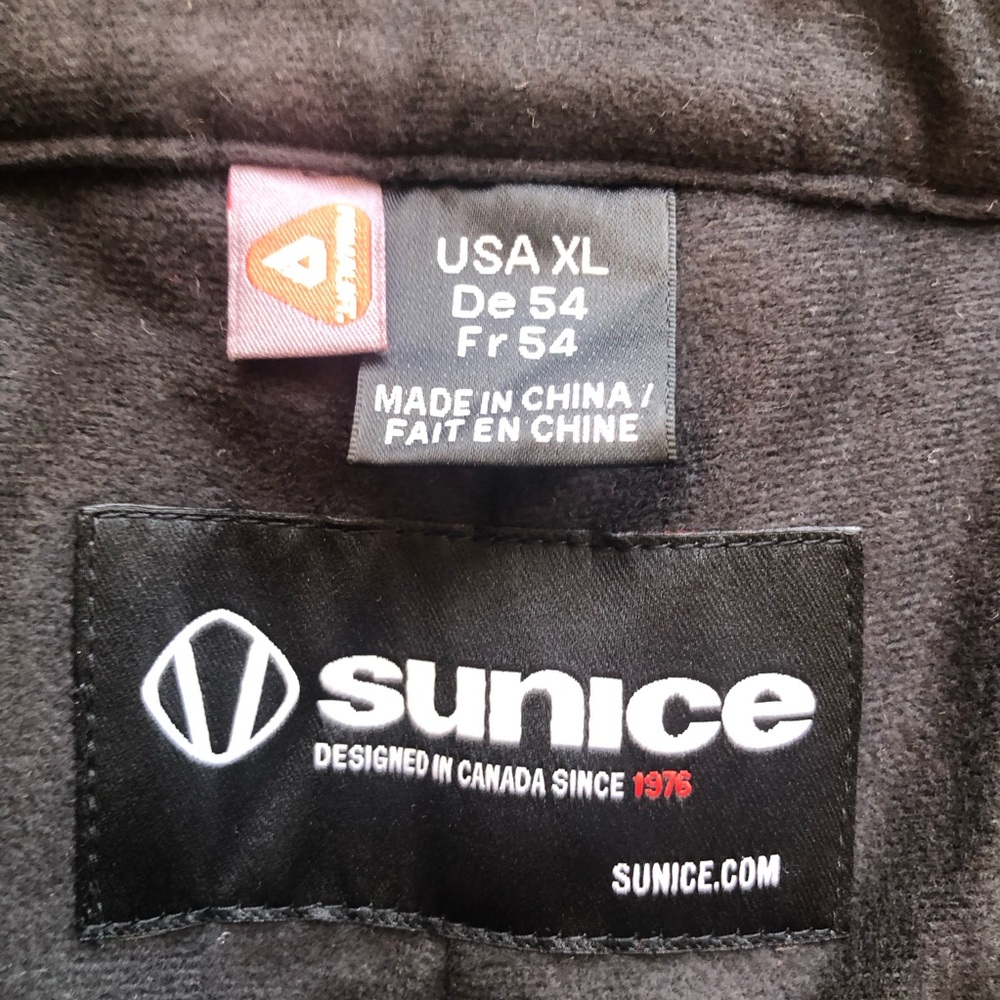 PRIMALOFT.
USA XL
De 54
Fr 54
MADE IN CHINA /
FAIT EN CHINE
sunice
DESIGNED IN CANADA SINCE 1976
SUNICE.COM